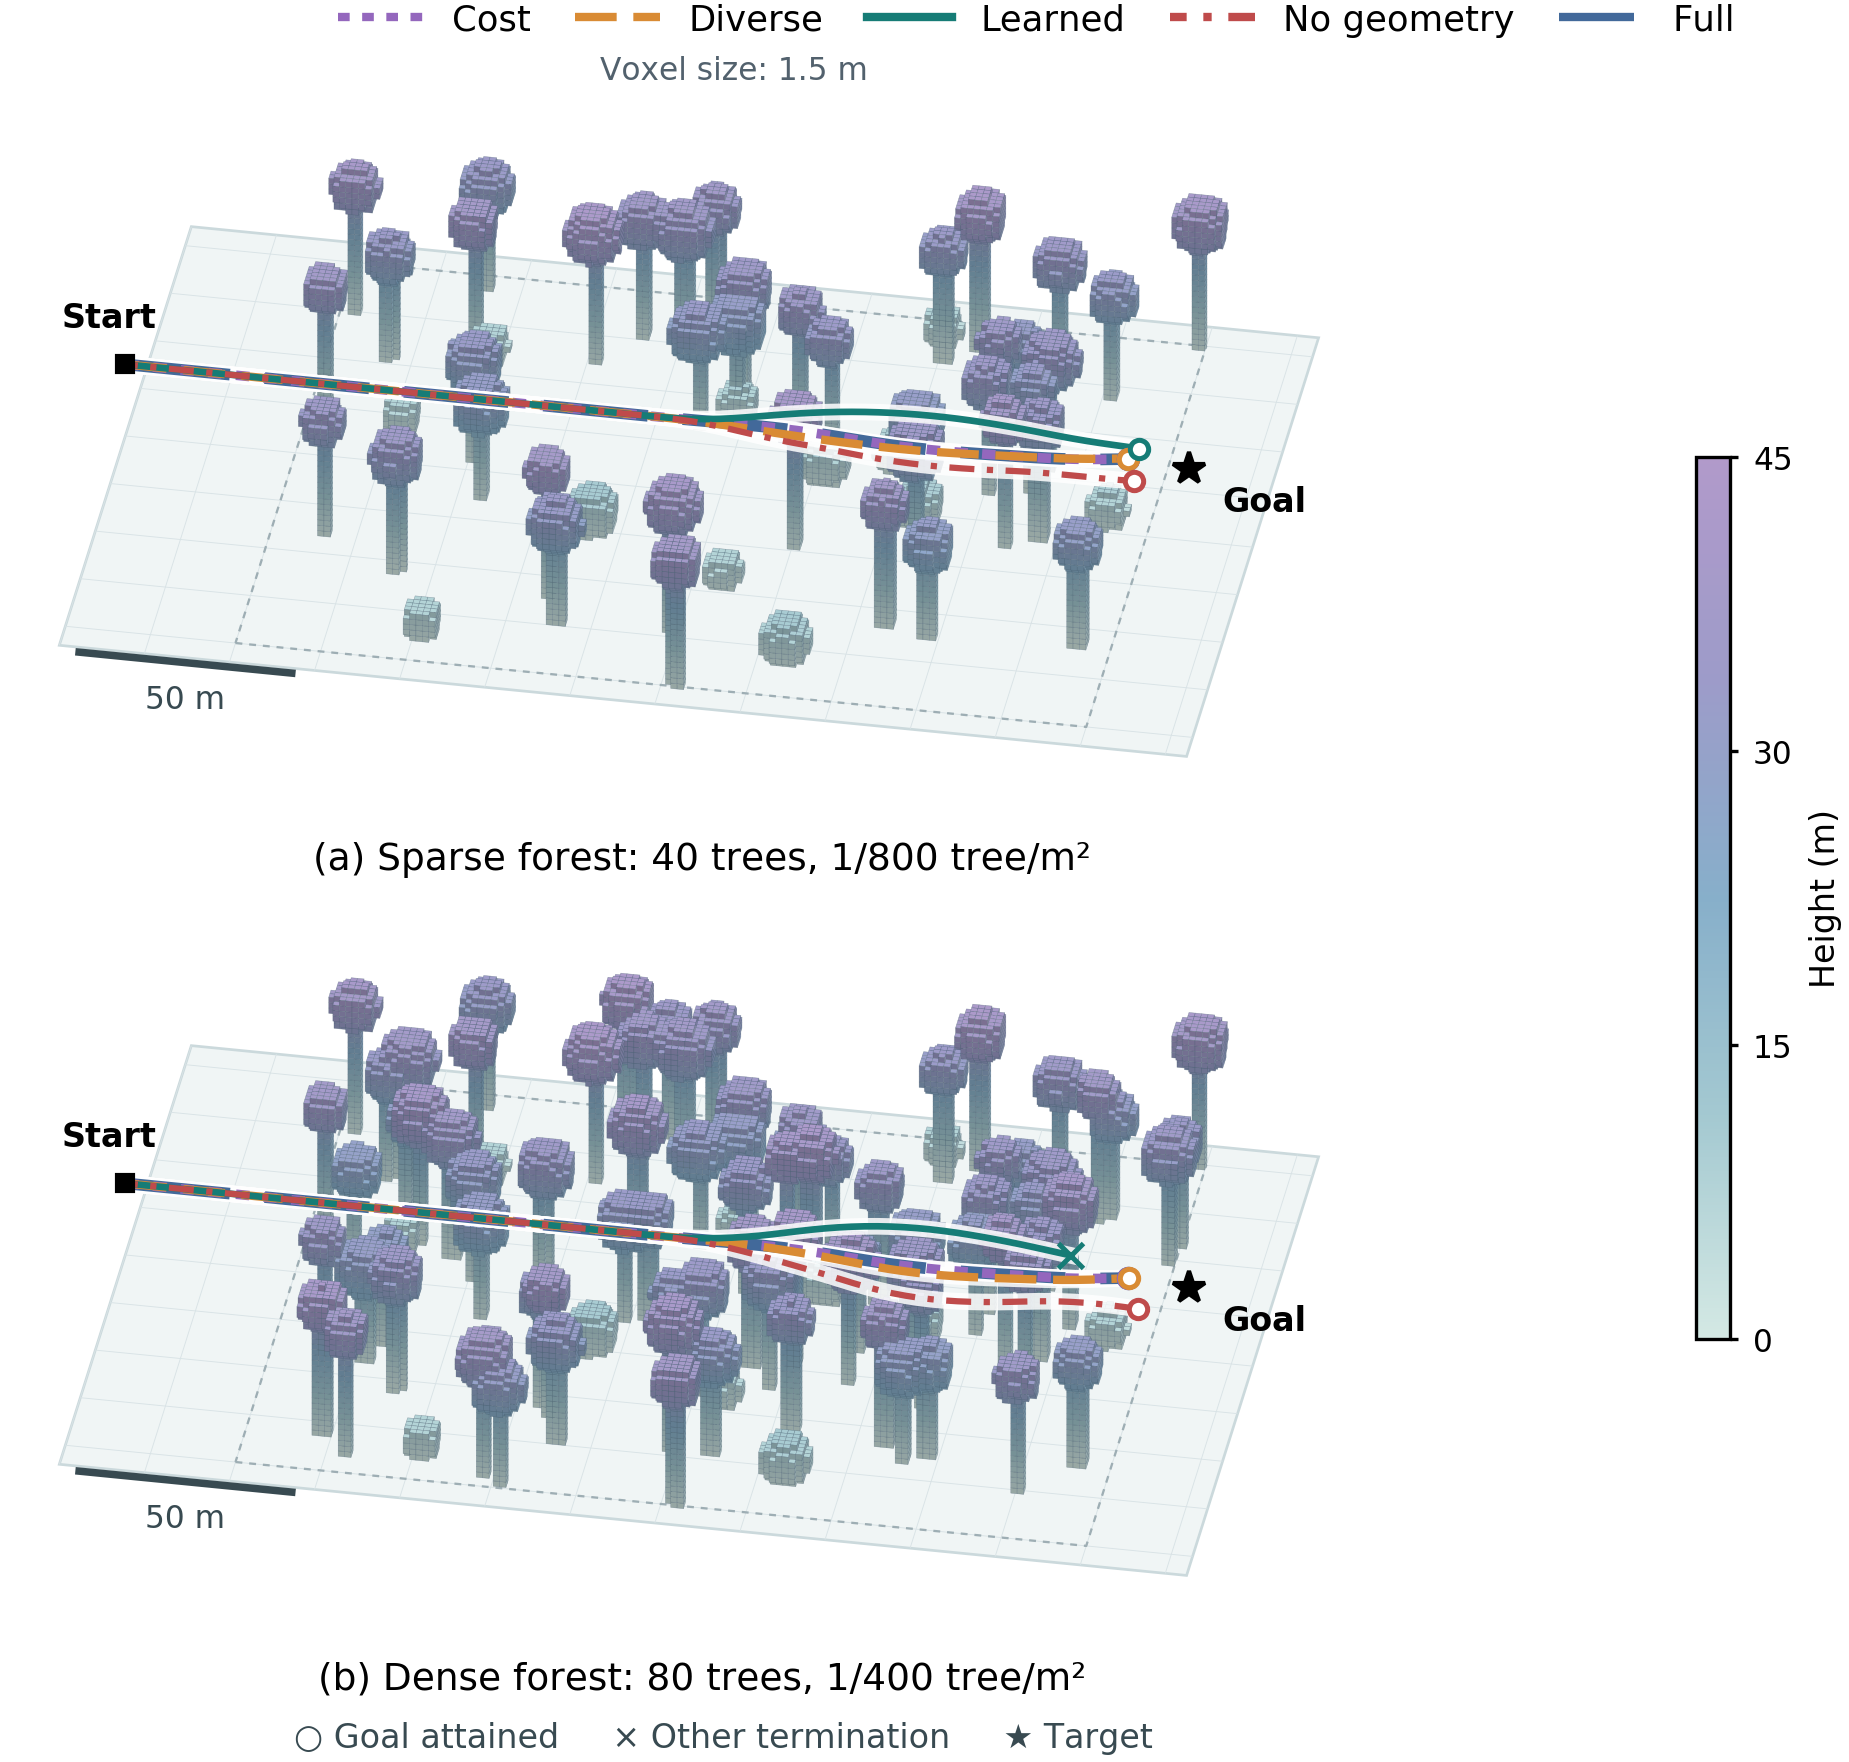 Cost Diverse Learned No geometry Full
Voxel size: 1.5 m
Start
Goal
50 m
(a) Sparse forest: 40 trees, 1/800 tree/m²
45
30
15
0
Height (m)
Start
Goal
50 m
(b) Dense forest: 80 trees, 1/400 tree/m²
○ Goal attained × Other termination ★ Target